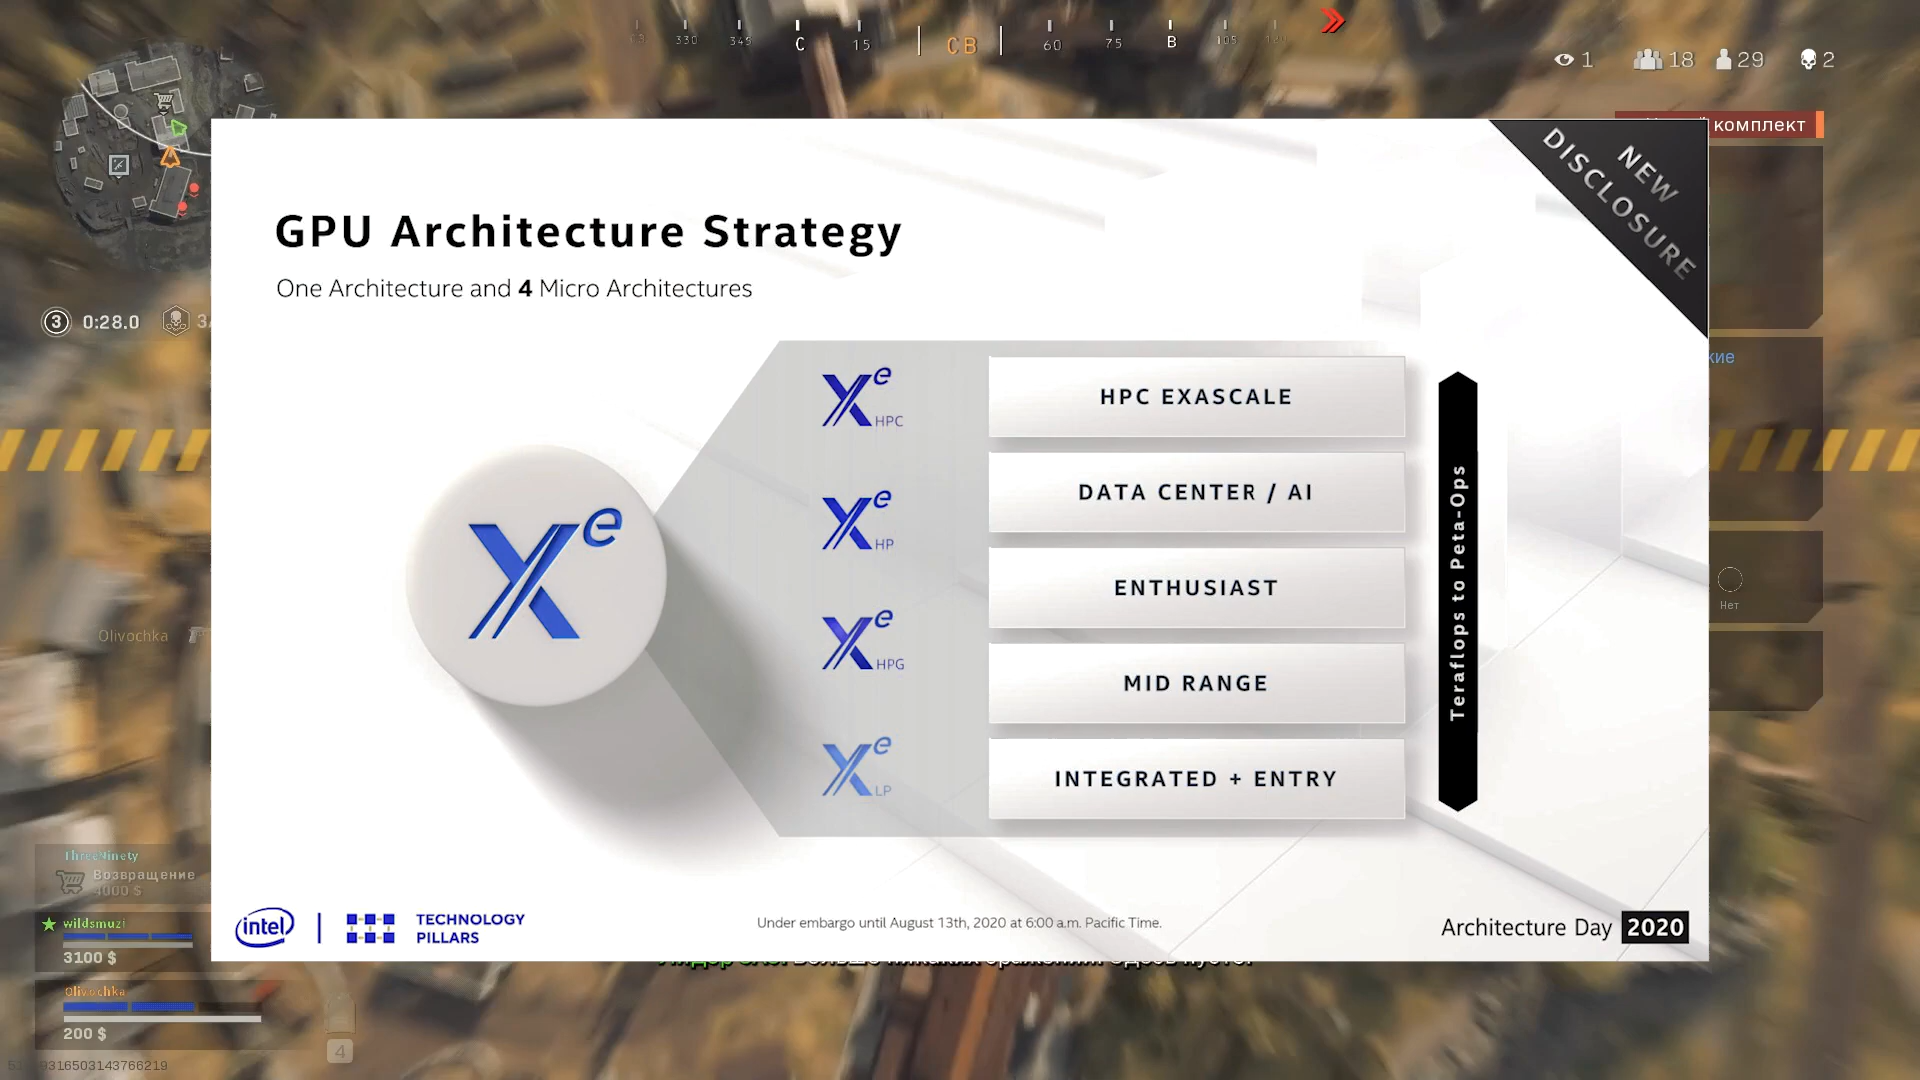 330
345
С
15
СВ
60
75
В
105
1
18
29
2
комплект
NEW
DISCLOSURE
GPU Architecture Strategy
One Architecture and 4 Micro Architectures
3
0:28.0
Xe HPC
HPC EXASCALE
Xe HP
DATA CENTER / AI
Xe
ENTHUSIAST
Xe HPG
MID RANGE
Xe LP
INTEGRATED + ENTRY
Teraflops to Peta-Ops
Нет
Olivochka
ThreeNinety
Возвращение
4000 $
wildsmuzi
3100 $
Olivochka
200 $
4
intel
TECHNOLOGY
PILLARS
Under embargo until August 13th, 2020 at 6:00 a.m. Pacific Time.
Architecture Day 2020